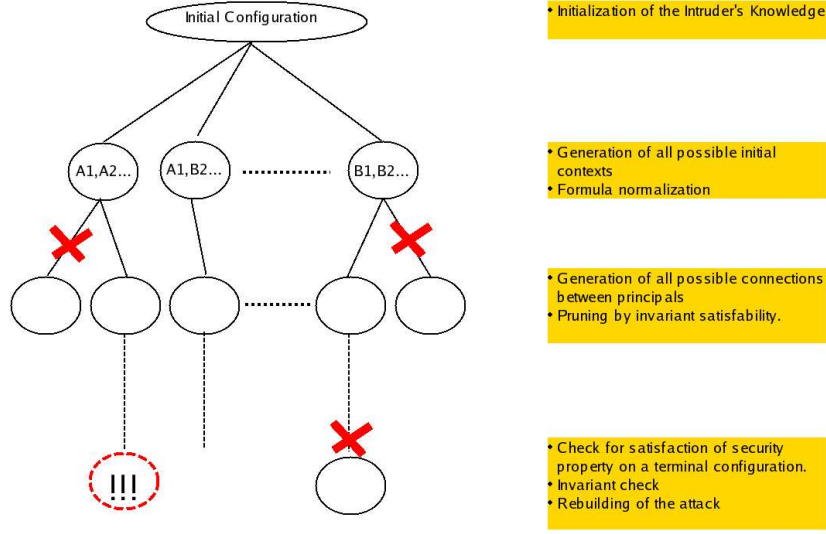 Initial Configuration
• Initialization of the Intruder's Knowledge
A1,A2...
A1,B2...
B1,B2...
• Generation of all possible initial
contexts
• Formula normalization
• Generation of all possible connections
between principals
• Pruning by invariant satisfability.
!!!
• Check for satisfaction of security
property on a terminal configuration.
• Invariant check
• Rebuilding of the attack